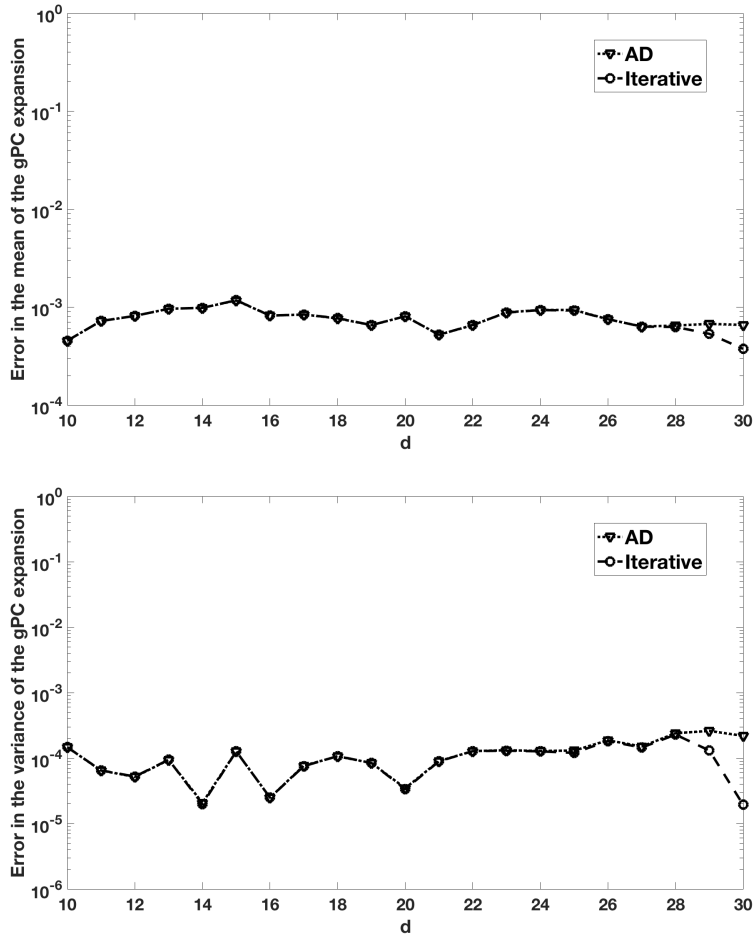 Error in the mean of the gPC expansion
10^0
10^-1
10^-2
10^-3
10^-4
10 12 14 16 18 20 22 24 26 28 30
d
AD
Iterative
Error in the variance of the gPC expansion
10^0
10^-1
10^-2
10^-3
10^-4
10^-5
10^-6
10 12 14 16 18 20 22 24 26 28 30
d
AD
Iterative